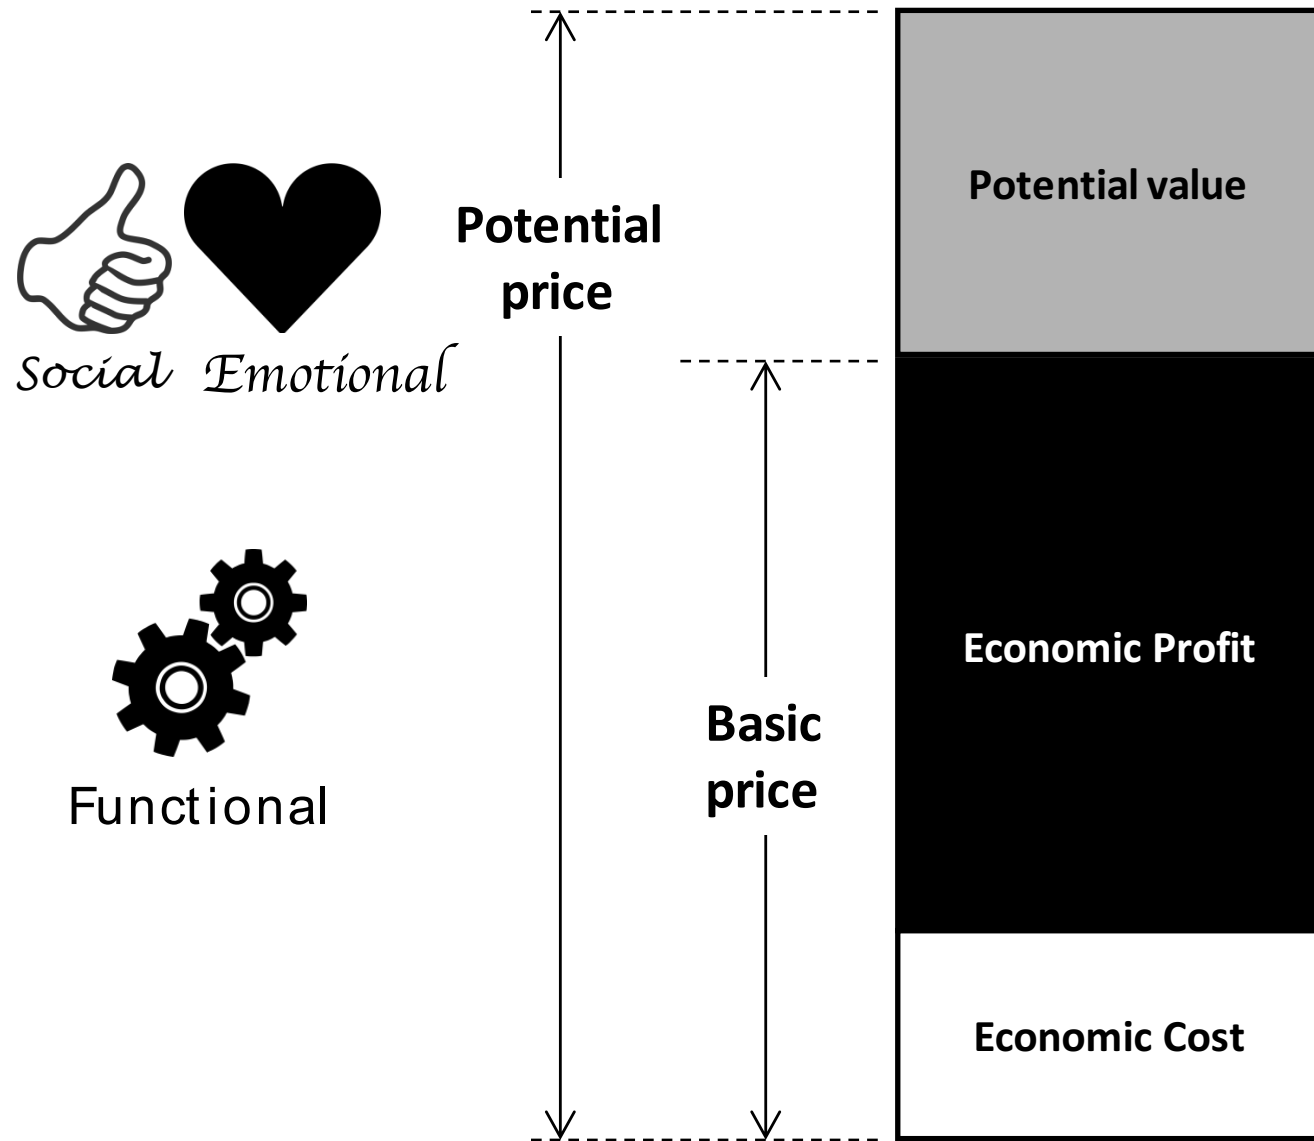 Potential value
Potential
price
Social
Emotional
Economic Profit
Basic
price
Functional
Economic Cost